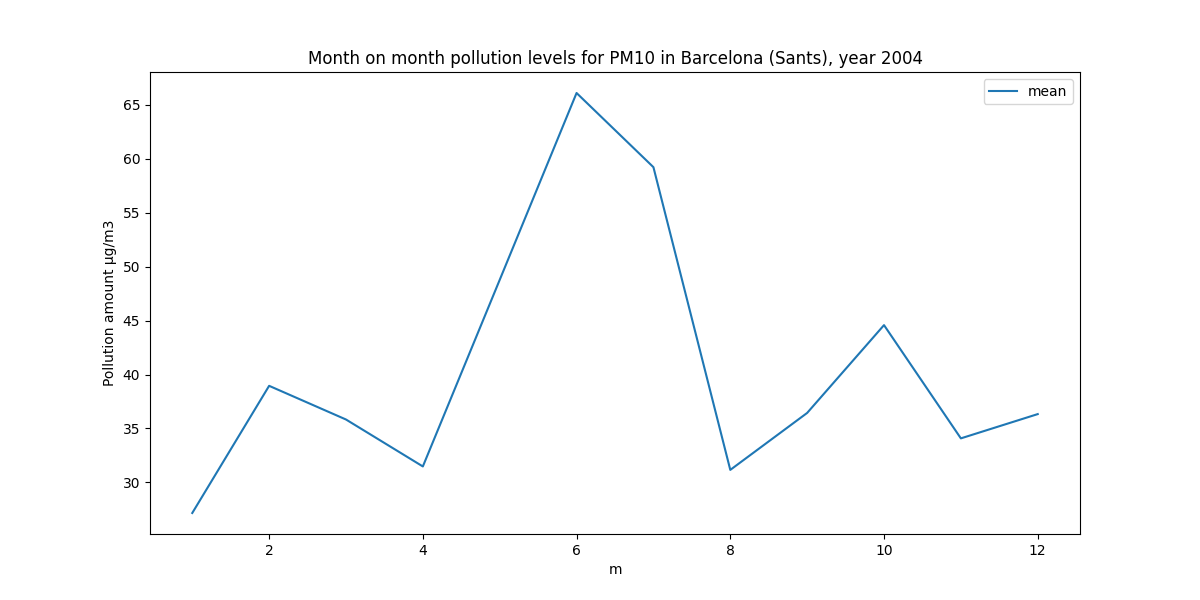 Month on month pollution levels for PM10 in Barcelona (Sants), year 2004
mean
65
60
55
50
45
40
35
30
Pollution amount µg/m3
2 4 6 8 10 12
m